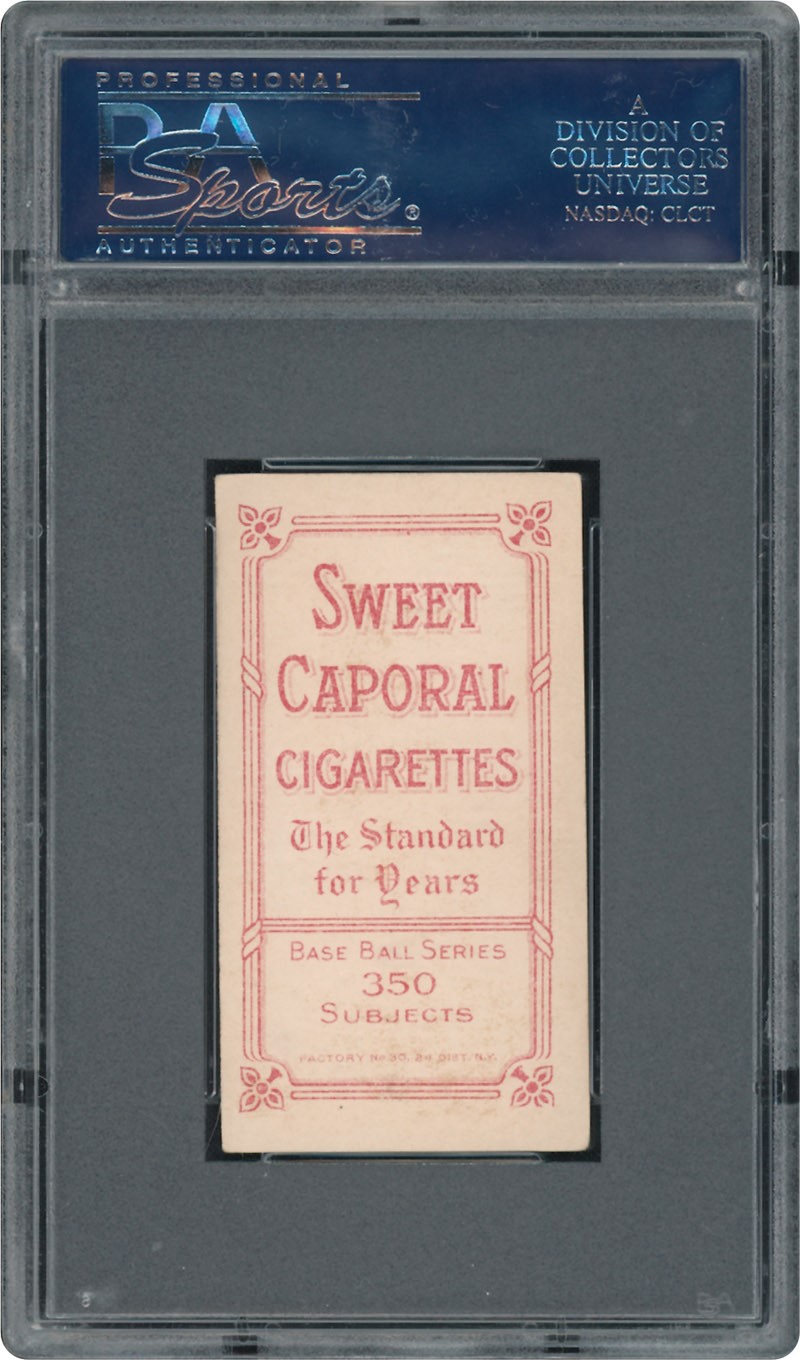 PROFESSIONAL
PSA
Sports®
AUTHENTICATOR
A
DIVISION OF
COLLECTORS
UNIVERSE
NASDAQ: CLCT
SWEET
CAPORAL
CIGARETTES
The Standard
for Years
BASE BALL SERIES
350
SUBJECTS
FACTORY No 30, 2d DIST. N.Y.
PSA